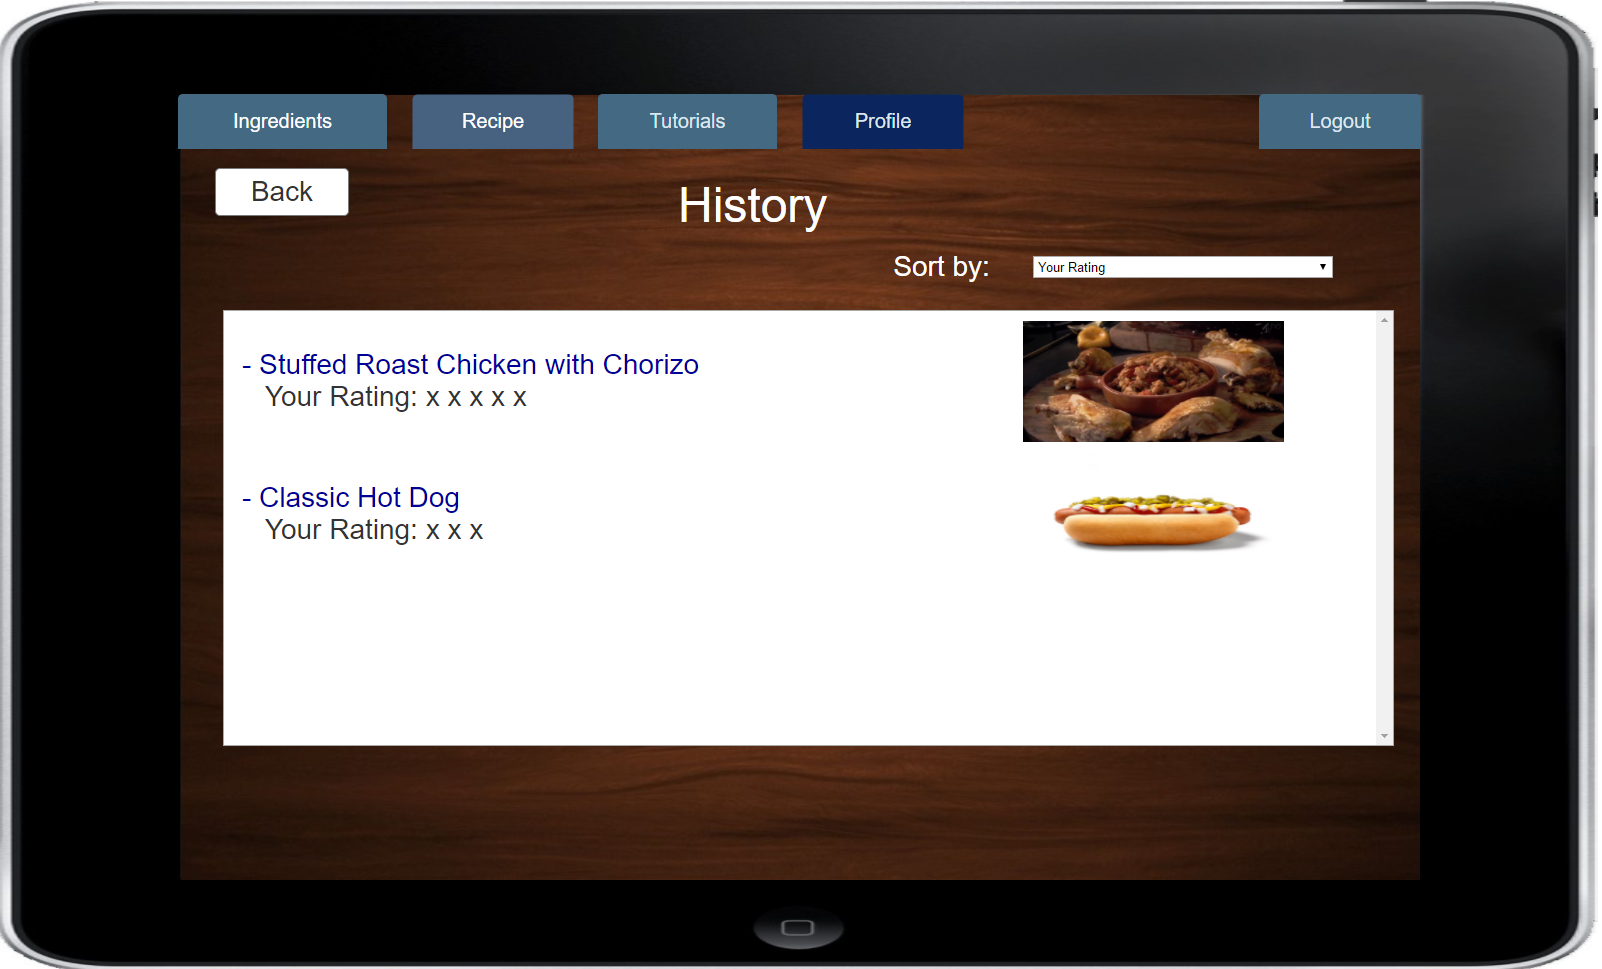 Ingredients
Recipe
Tutorials
Profile
Logout
Back
History
Sort by:
Your Rating
- Stuffed Roast Chicken with Chorizo
Your Rating: x x x x x
- Classic Hot Dog
Your Rating: x x x